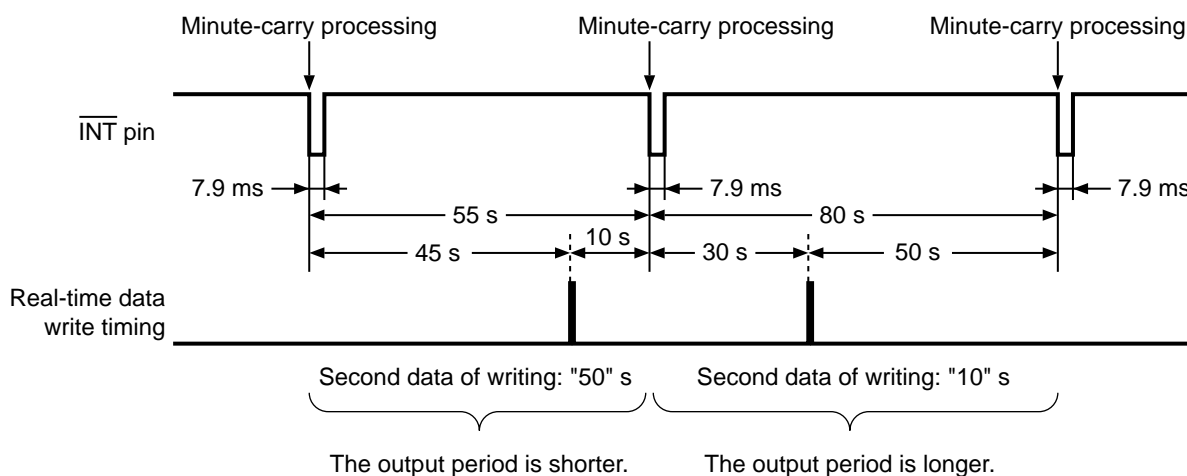 Minute-carry processing Minute-carry processing Minute-carry processing
INT pin
7.9 ms 7.9 ms 7.9 ms
55 s 80 s
45 s 10 s 30 s 50 s
Real-time data
write timing
Second data of writing: "50" s Second data of writing: "10" s
The output period is shorter. The output period is longer.